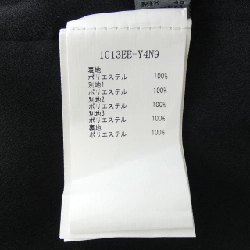 1C13EE-Y4N9
表地
ポリエステル 100%
別地1
ポリエステル 100%
別地2
ポリエステル 100%
別地3
ポリエステル 100%
裏地
ポリエステル 100%